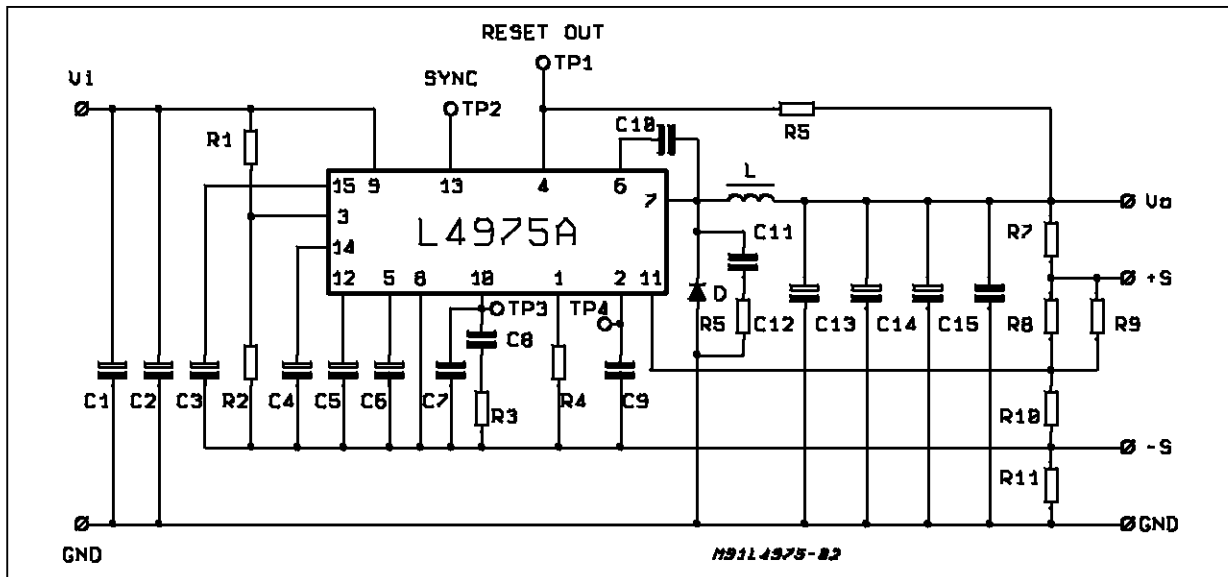 RESET OUT
TP1
Vi
SYNC
TP2
C10
R5
R1
L
15
9
13
4
6
7
Vo
3
L4975A
C11
R7
14
12
5
8
10
1
2
11
+S
TP3
TP4
D
R5
C12
C13
C14
C15
R8
R9
C8
C1
C2
C3
R2
C4
C5
C6
C7
R3
R4
C9
R10
-S
R11
GND
GND
M91L4975-02